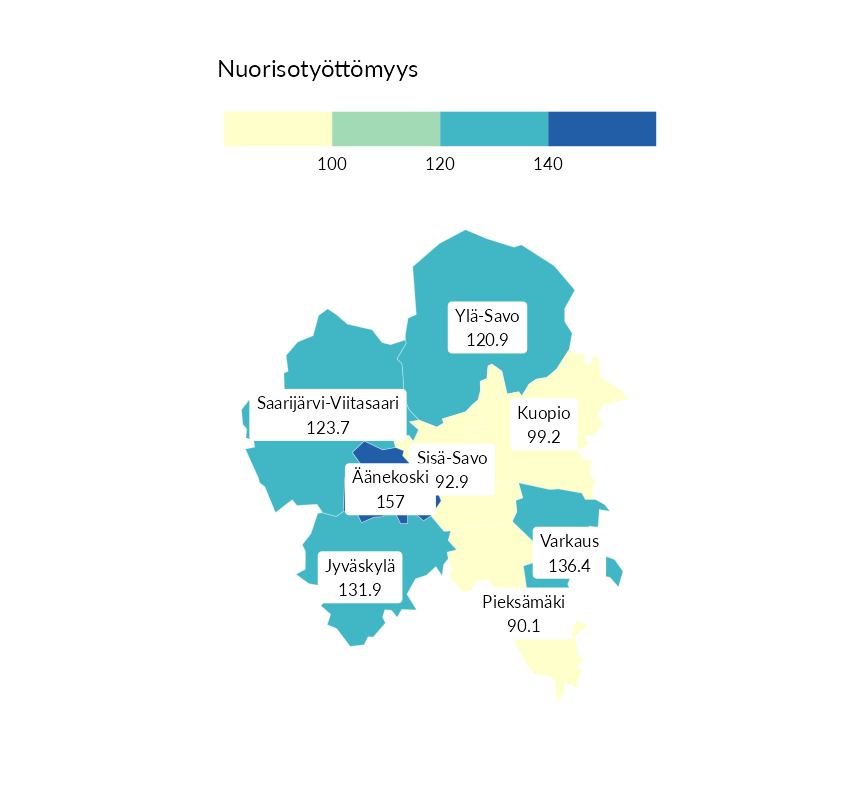 Nuorisotyöttömyys
100 120 140
Ylä-Savo
120.9
Saarijärvi-Viitasaari
123.7
Kuopio
99.2
Sisä-Savo
92.9
Äänekoski
157
Varkaus
136.4
Jyväskylä
131.9
Pieksämäki
90.1